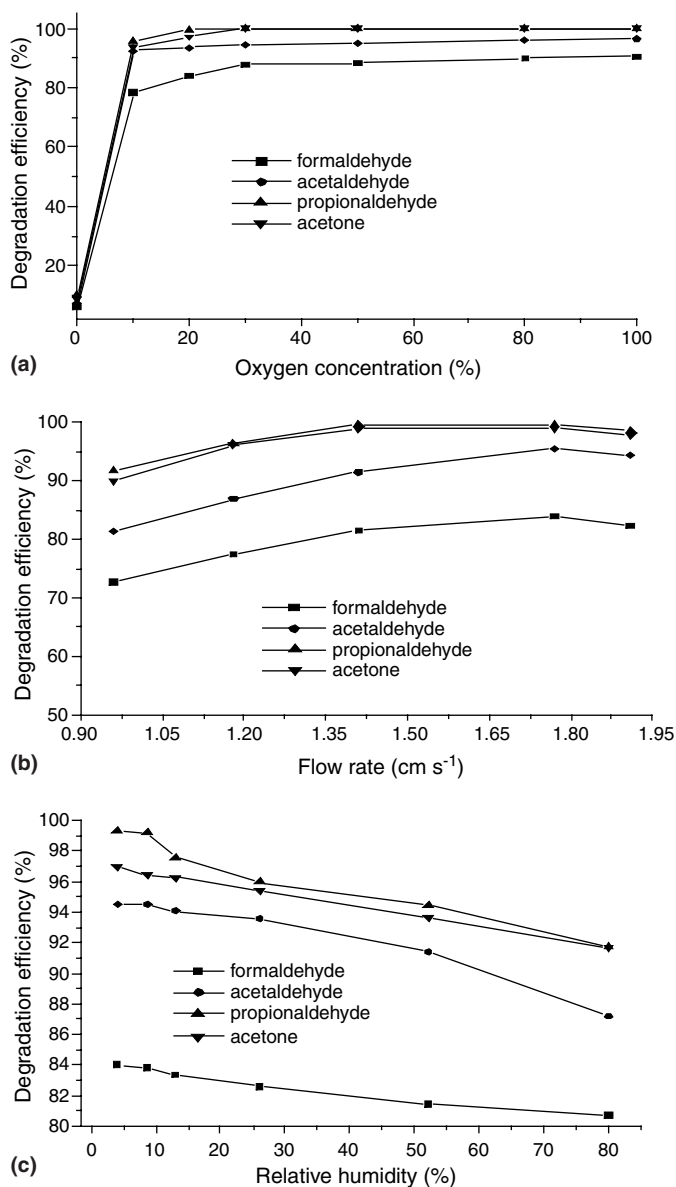 100
80
60
40
20
0 20 40 60 80 100
Degradation efficiency (%)
formaldehyde
acetaldehyde
propionaldehyde
acetone
(a)
Oxygen concentration (%)
100
90
80
70
60
50
0.90 1.05 1.20 1.35 1.50 1.65 1.80 1.95
Degradation efficiency (%)
formaldehyde
acetaldehyde
propionaldehyde
acetone
(b)
Flow rate (cm s⁻¹)
100
98
96
94
92
90
88
86
84
82
80
0 10 20 30 40 50 60 70 80
Degradation efficiency (%)
formaldehyde
acetaldehyde
propionaldehyde
acetone
(c)
Relative humidity (%)